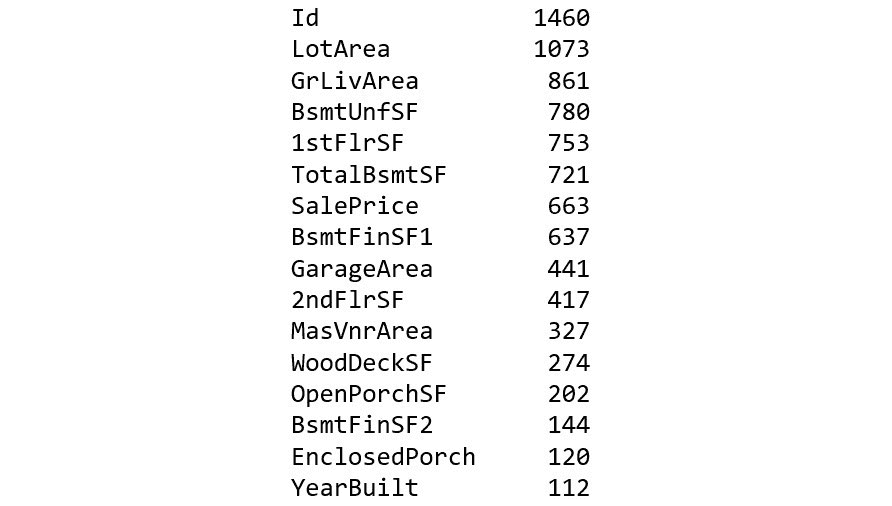 Id 1460
LotArea 1073
GrLivArea 861
BsmtUnfSF 780
1stFlrSF 753
TotalBsmtSF 721
SalePrice 663
BsmtFinSF1 637
GarageArea 441
2ndFlrSF 417
MasVnrArea 327
WoodDeckSF 274
OpenPorchSF 202
BsmtFinSF2 144
EnclosedPorch 120
YearBuilt 112